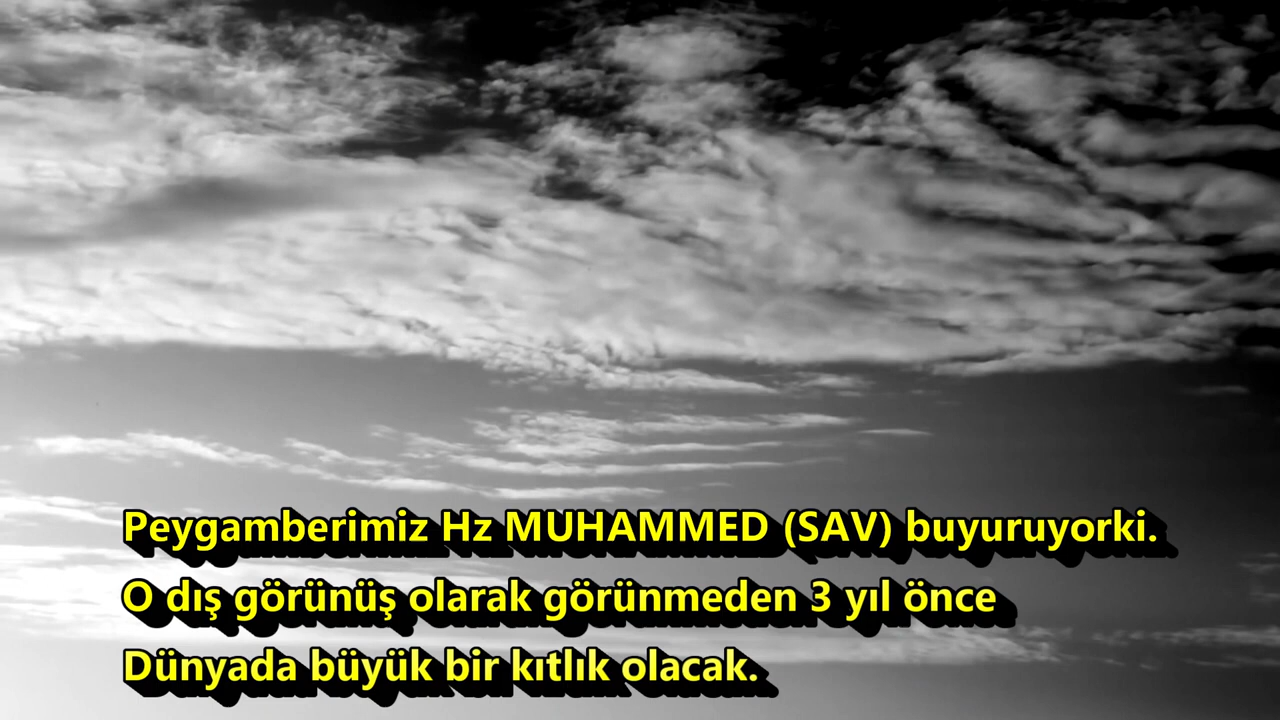 Peygamberimiz Hz MUHAMMED (SAV) buyuruyorki.
O dış görünüş olarak görünmeden 3 yıl önce
Dünyada büyük bir kıtlık olacak.